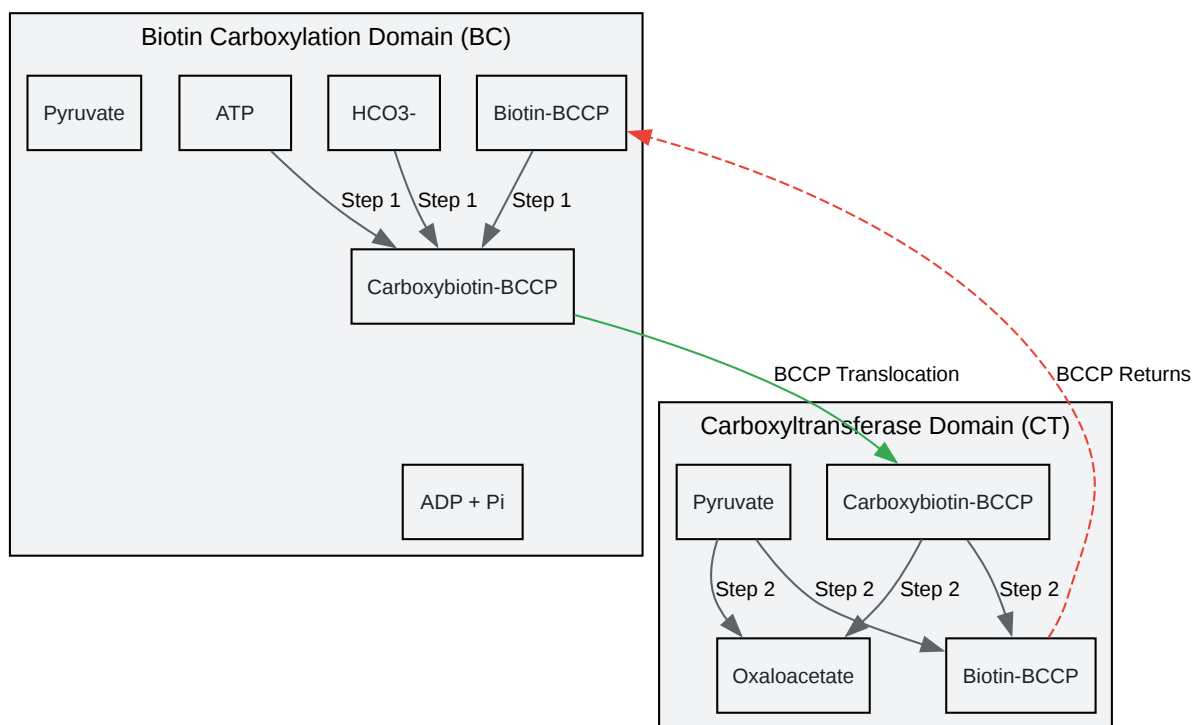 Biotin Carboxylation Domain (BC)
Pyruvate
ATP
HCO3-
Biotin-BCCP
Step 1
Step 1
Step 1
Carboxybiotin-BCCP
BCCP Translocation
BCCP Returns
ADP + Pi
Carboxyltransferase Domain (CT)
Pyruvate
Carboxybiotin-BCCP
Step 2
Step 2
Step 2
Step 2
Oxaloacetate
Biotin-BCCP